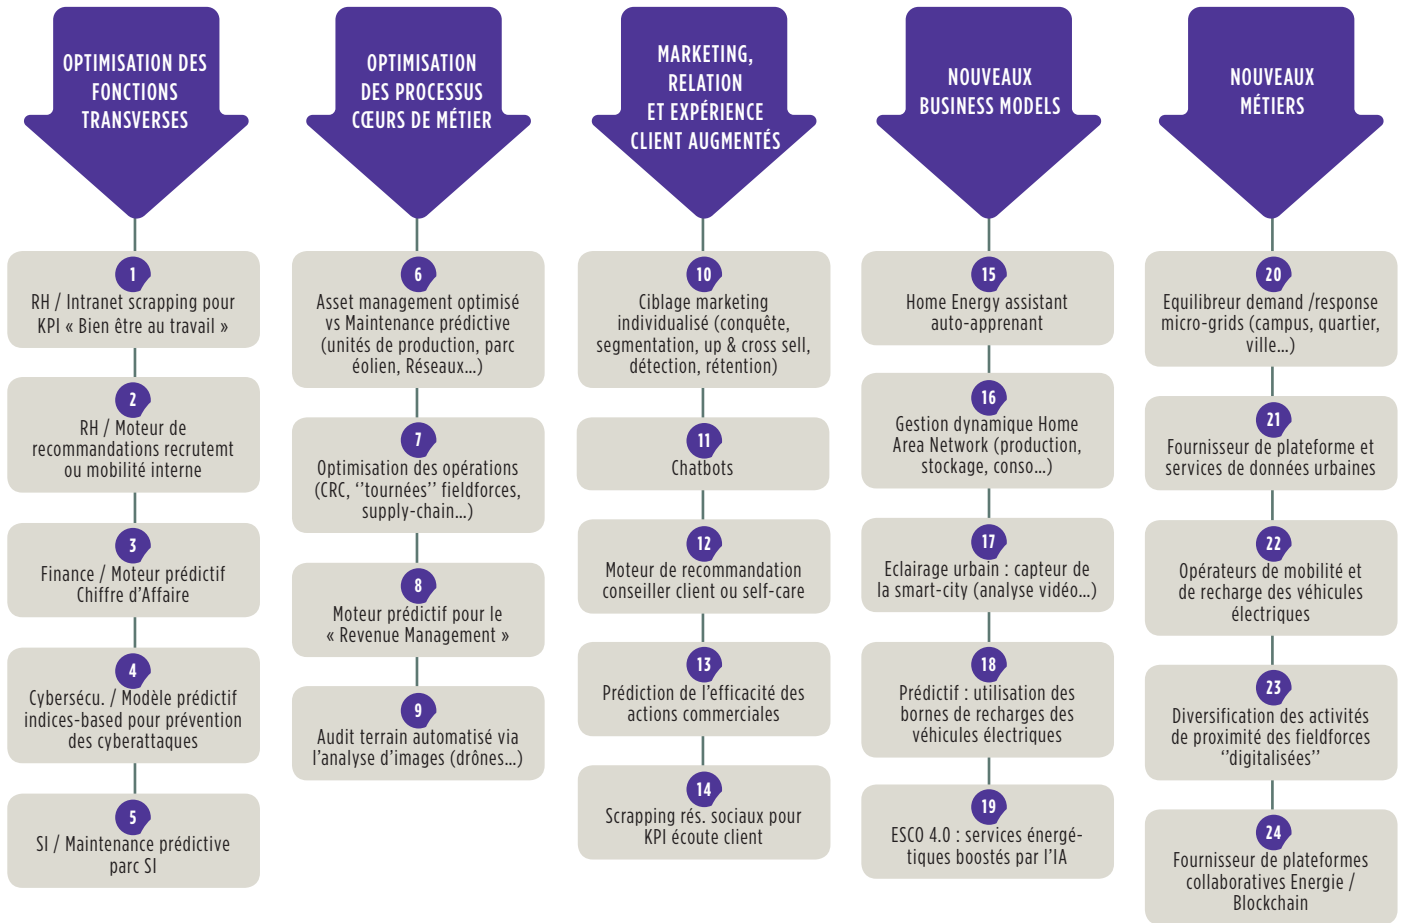 OPTIMISATION DES
FONCTIONS
TRANSVERSES
1
RH / Intranet scrapping pour
KPI « Bien être au travail »
2
RH / Moteur de
recommandations recrutemt
ou mobilité interne
3
Finance / Moteur prédictif
Chiffre d'Affaire
4
Cybersécu. / Modèle prédictif
indices-based pour prévention
des cyberattaques
5
SI / Maintenance prédictive
parc SI
OPTIMISATION
DES PROCESSUS
CŒURS DE MÉTIER
6
Asset management optimisé
vs Maintenance prédictive
(unités de production, parc
éolien, Réseaux...)
7
Optimisation des opérations
(CRC, ‘’tournées’’ fieldforces,
supply-chain...)
8
Moteur prédictif pour le
« Revenue Management »
9
Audit terrain automatisé via
l'analyse d'images (drônes...)
MARKETING,
RELATION
ET EXPÉRIENCE
CLIENT AUGMENTÉS
10
Ciblage marketing
individualisé (conquête,
segmentation, up & cross sell,
détection, rétention)
11
Chatbots
12
Moteur de recommandation
conseiller client ou self-care
13
Prédiction de l'efficacité des
actions commerciales
14
Scrapping rés. sociaux pour
KPI écoute client
NOUVEAUX
BUSINESS MODELS
15
Home Energy assistant
auto-apprenant
16
Gestion dynamique Home
Area Network (production,
stockage, conso...)
17
Eclairage urbain : capteur de
la smart-city (analyse vidéo...)
18
Prédictif : utilisation des
bornes de recharges des
véhicules électriques
19
ESCO 4.0 : services énergé-
tiques boostés par l'IA
NOUVEAUX
MÉTIERS
20
Equilibreur demand /response
micro-grids (campus, quartier,
ville...)
21
Fournisseur de plateforme et
services de données urbaines
22
Opérateurs de mobilité et
de recharge des véhicules
électriques
23
Diversification des activités
de proximité des fieldforces
‘’digitalisées’’
24
Fournisseur de plateformes
collaboratives Energie /
Blockchain